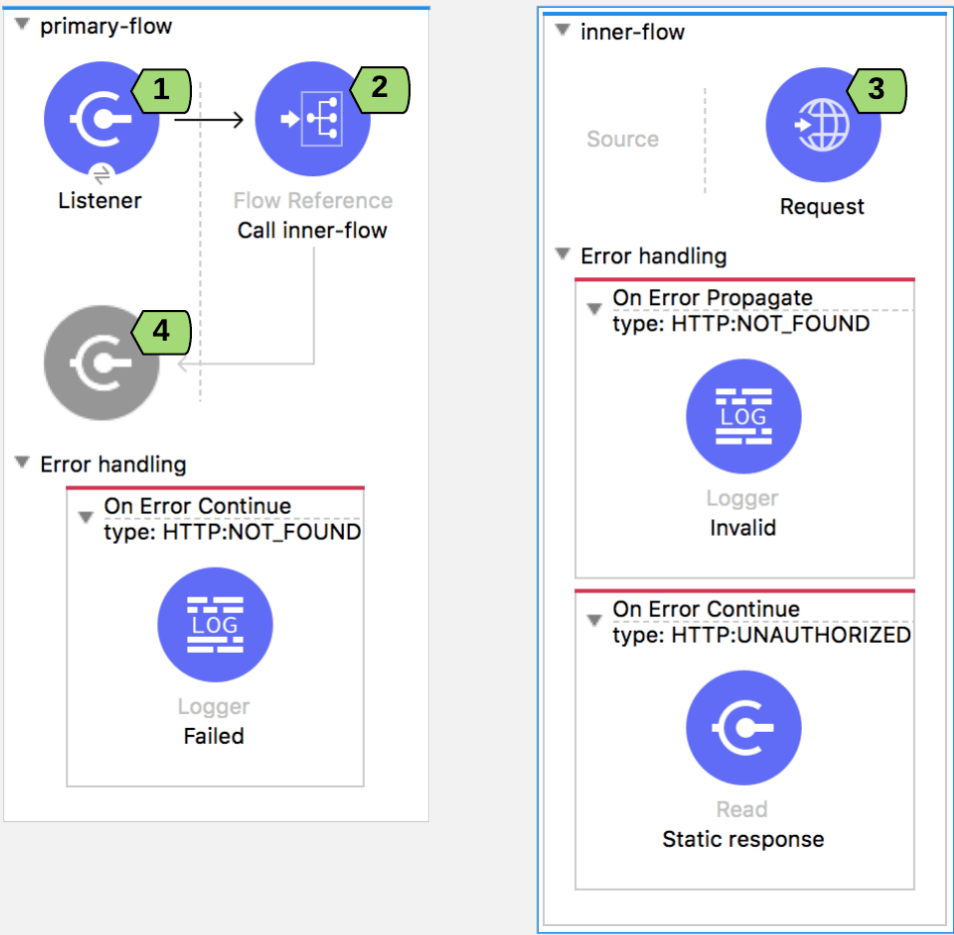 primary-flow
1
2
Listener
Flow Reference
Call inner-flow
4
Error handling
On Error Continue
type: HTTP:NOT_FOUND
LOG
Logger
Failed
inner-flow
Source
3
Request
Error handling
On Error Propagate
type: HTTP:NOT_FOUND
LOG
Logger
Invalid
On Error Continue
type: HTTP:UNAUTHORIZED
Read
Static response